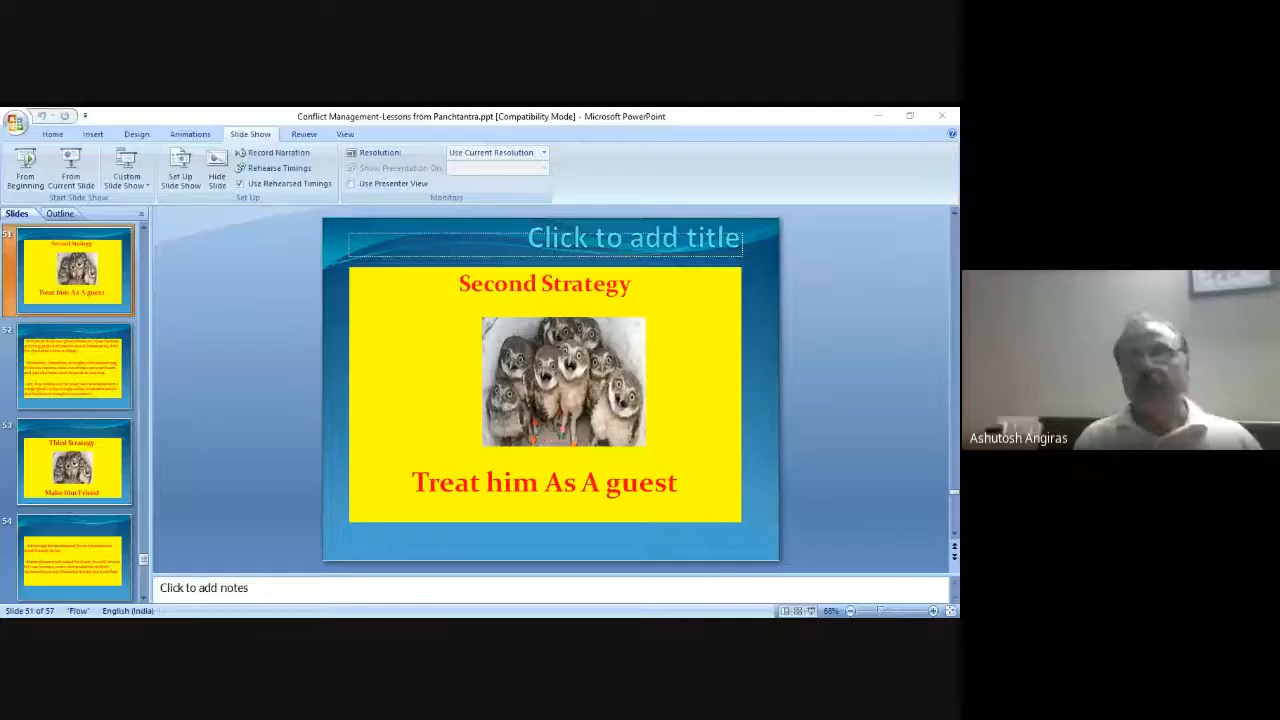 Conflict Management-Lessons from Panchtantra.ppt [Compatibility Mode] - Microsoft PowerPoint
Home Insert Design Animations Slide Show Review View
From Beginning
From Current Slide
Custom Slide Show
Start Slide Show
Set Up Slide Show
Hide Slide
Record Narration
Rehearse Timings
Use Rehearsed Timings
Set Up
Resolution: Use Current Resolution
Show Presentation On:
Use Presenter View
Monitors
Slides Outline
51
Second Strategy
Treat him As A guest
52
53
Third Strategy
Make him Friend
54
Click to add title
Second Strategy
Treat him As A guest
Click to add notes
Slide 51 of 57 "Flow" English (India)
68%
Ashutosh Angiras